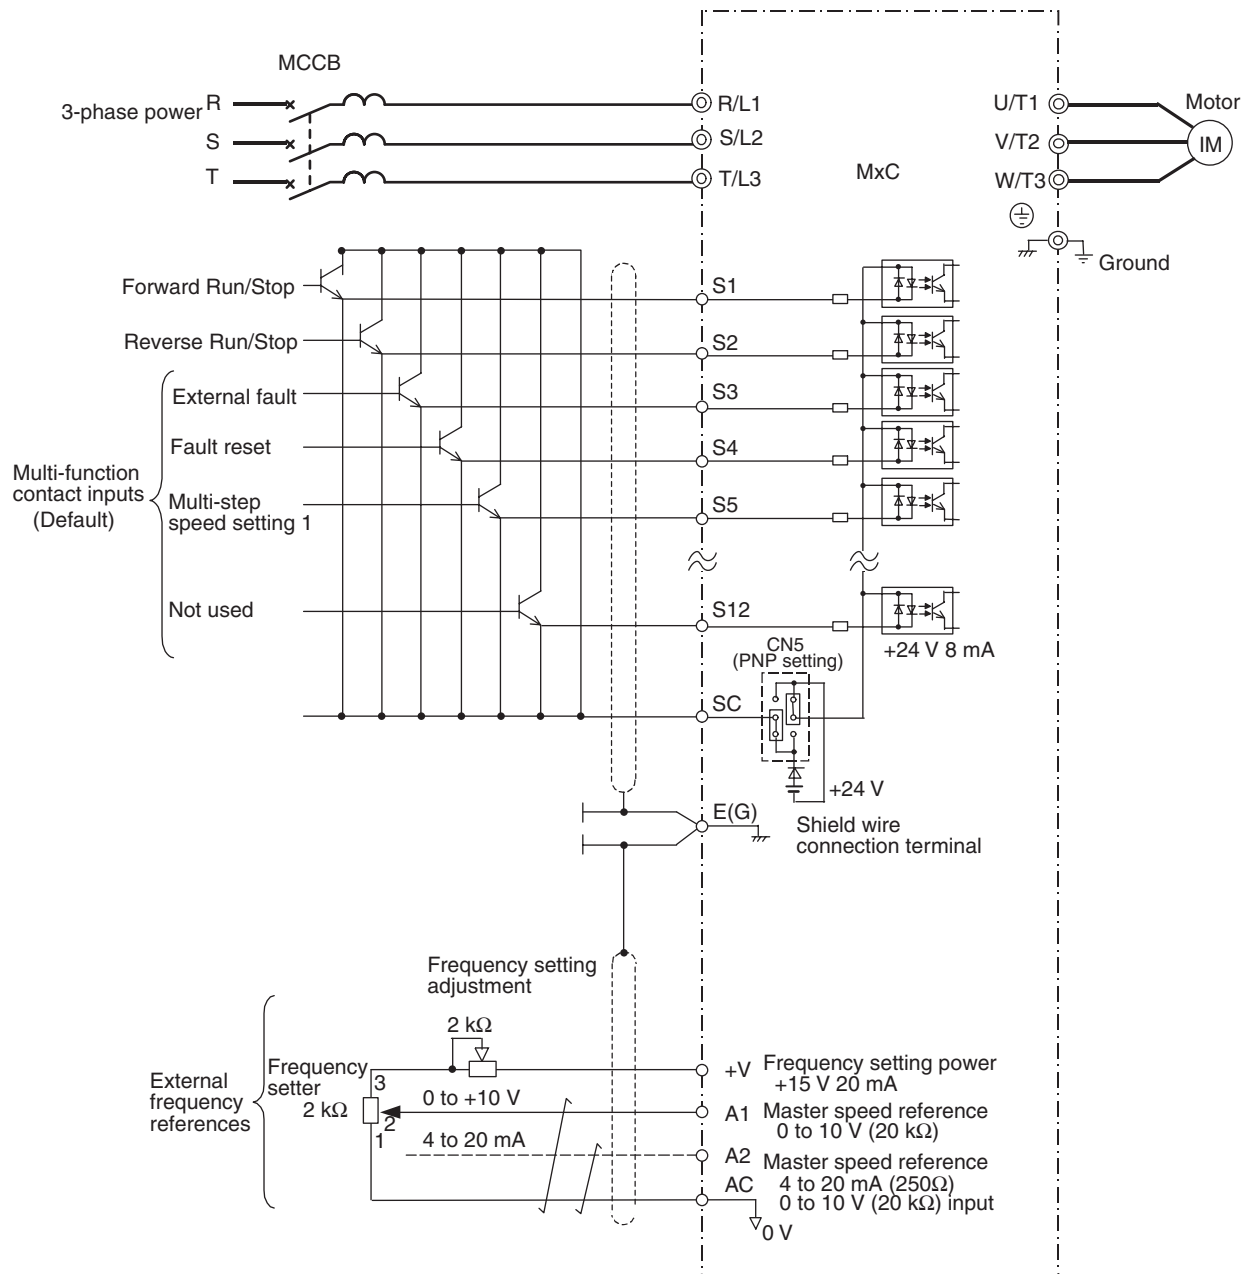 MCCB
3-phase power R
S
T
R/L1
S/L2
T/L3
MxC
U/T1
V/T2
W/T3
Motor
IM
Ground
Forward Run/Stop
Reverse Run/Stop
External fault
Fault reset
Multi-step
speed setting 1
Not used
Multi-function
contact inputs
(Default)
S1
S2
S3
S4
S5
S12
SC
CN5
(PNP setting)
+24 V 8 mA
+24 V
E(G)
Shield wire
connection terminal
Frequency setting
adjustment
2 kΩ
External
frequency
references
Frequency
setter
2 kΩ
3
2
1
0 to +10 V
4 to 20 mA
+V
Frequency setting power
+15 V 20 mA
A1
Master speed reference
0 to 10 V (20 kΩ)
A2
Master speed reference
4 to 20 mA (250Ω)
0 to 10 V (20 kΩ) input
AC
0 V